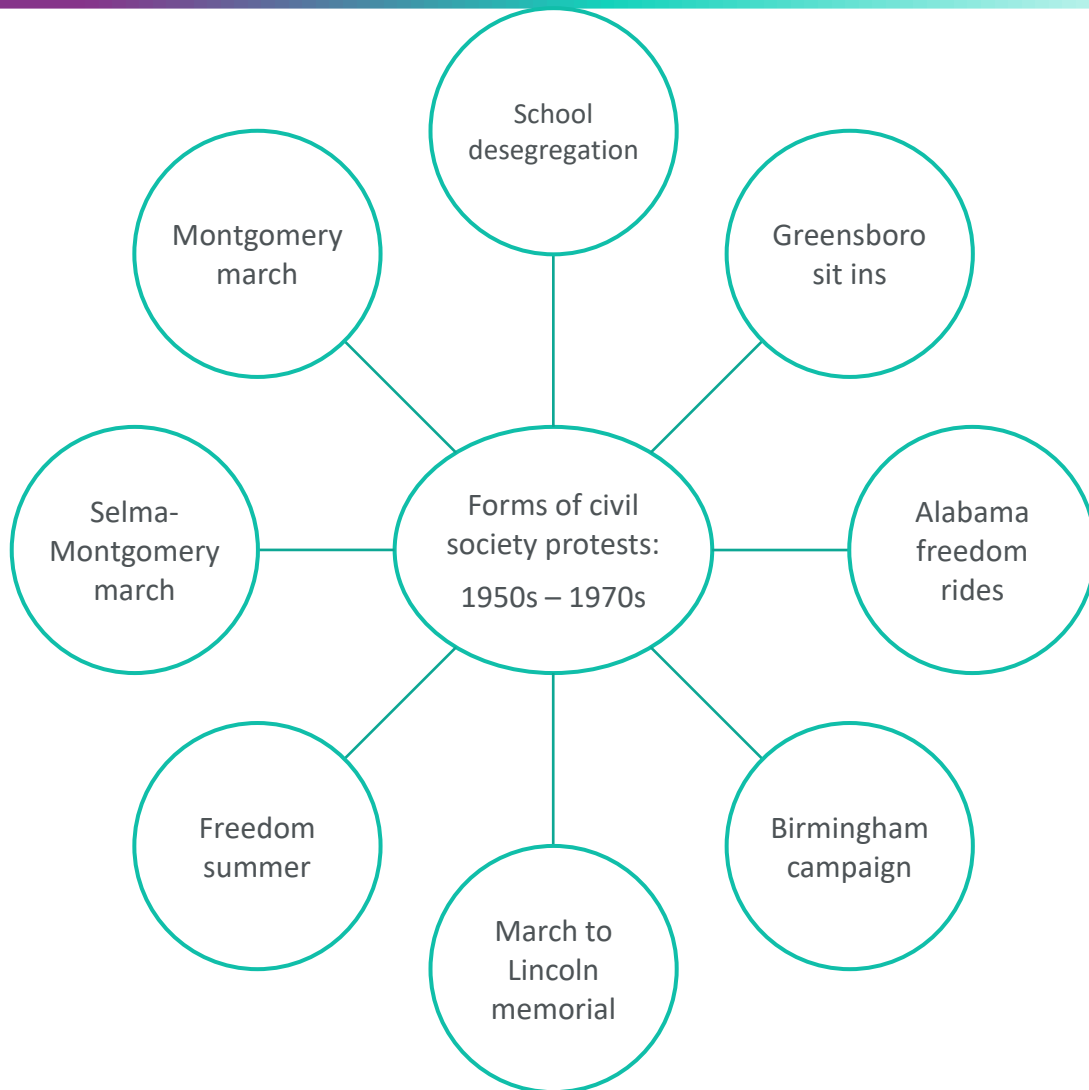 School
desegregation
Montgomery
march
Greensboro
sit ins
Selma-
Montgomery
march
Forms of civil
society protests:
1950s – 1970s
Alabama
freedom
rides
Freedom
summer
Birmingham
campaign
March to
Lincoln
memorial